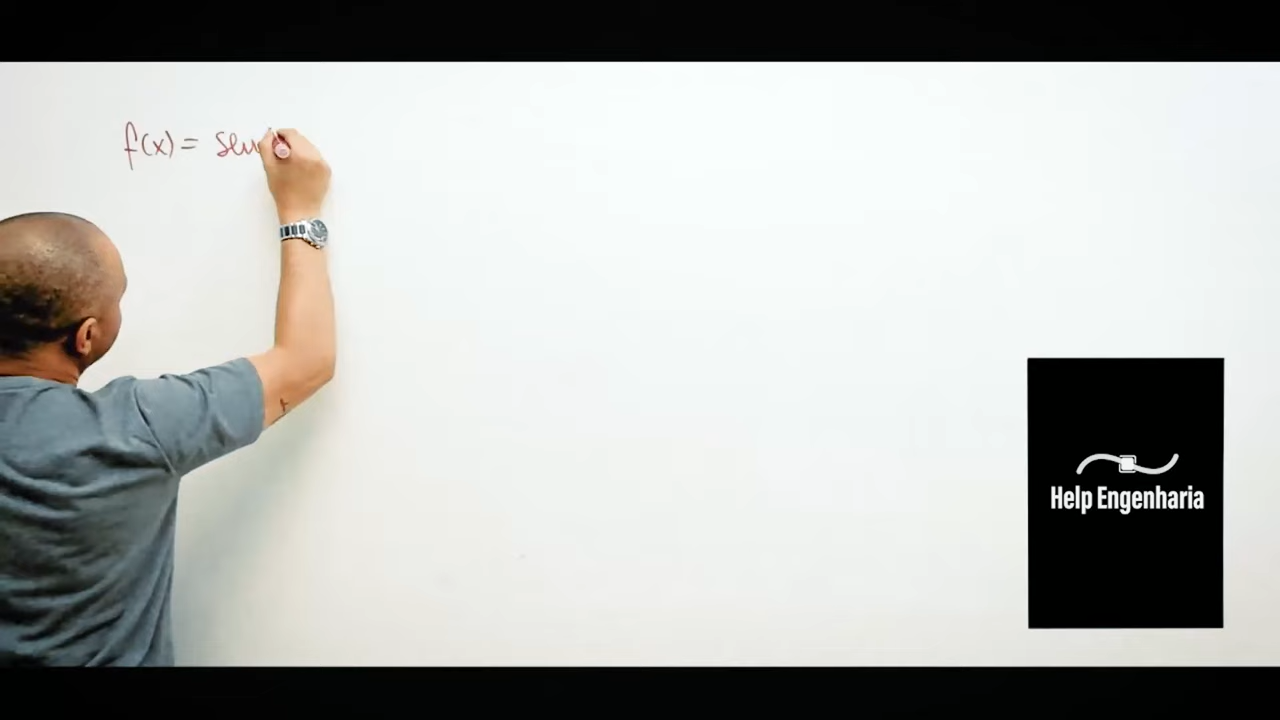 f(x) = sen
Help Engenharia